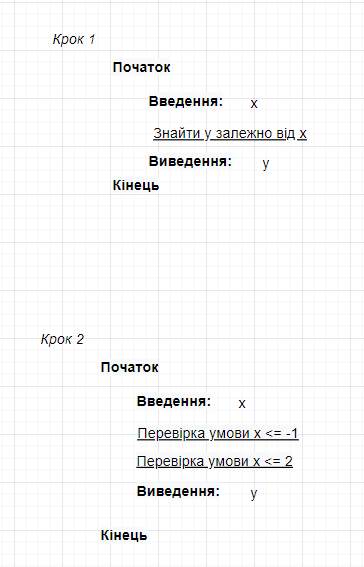 Крок 1
Початок
Введення: x
Знайти y залежно від x
Виведення: y
Кінець
Крок 2
Початок
Введення: x
Перевірка умови x <= -1
Перевірка умови x <= 2
Виведення: y
Кінець